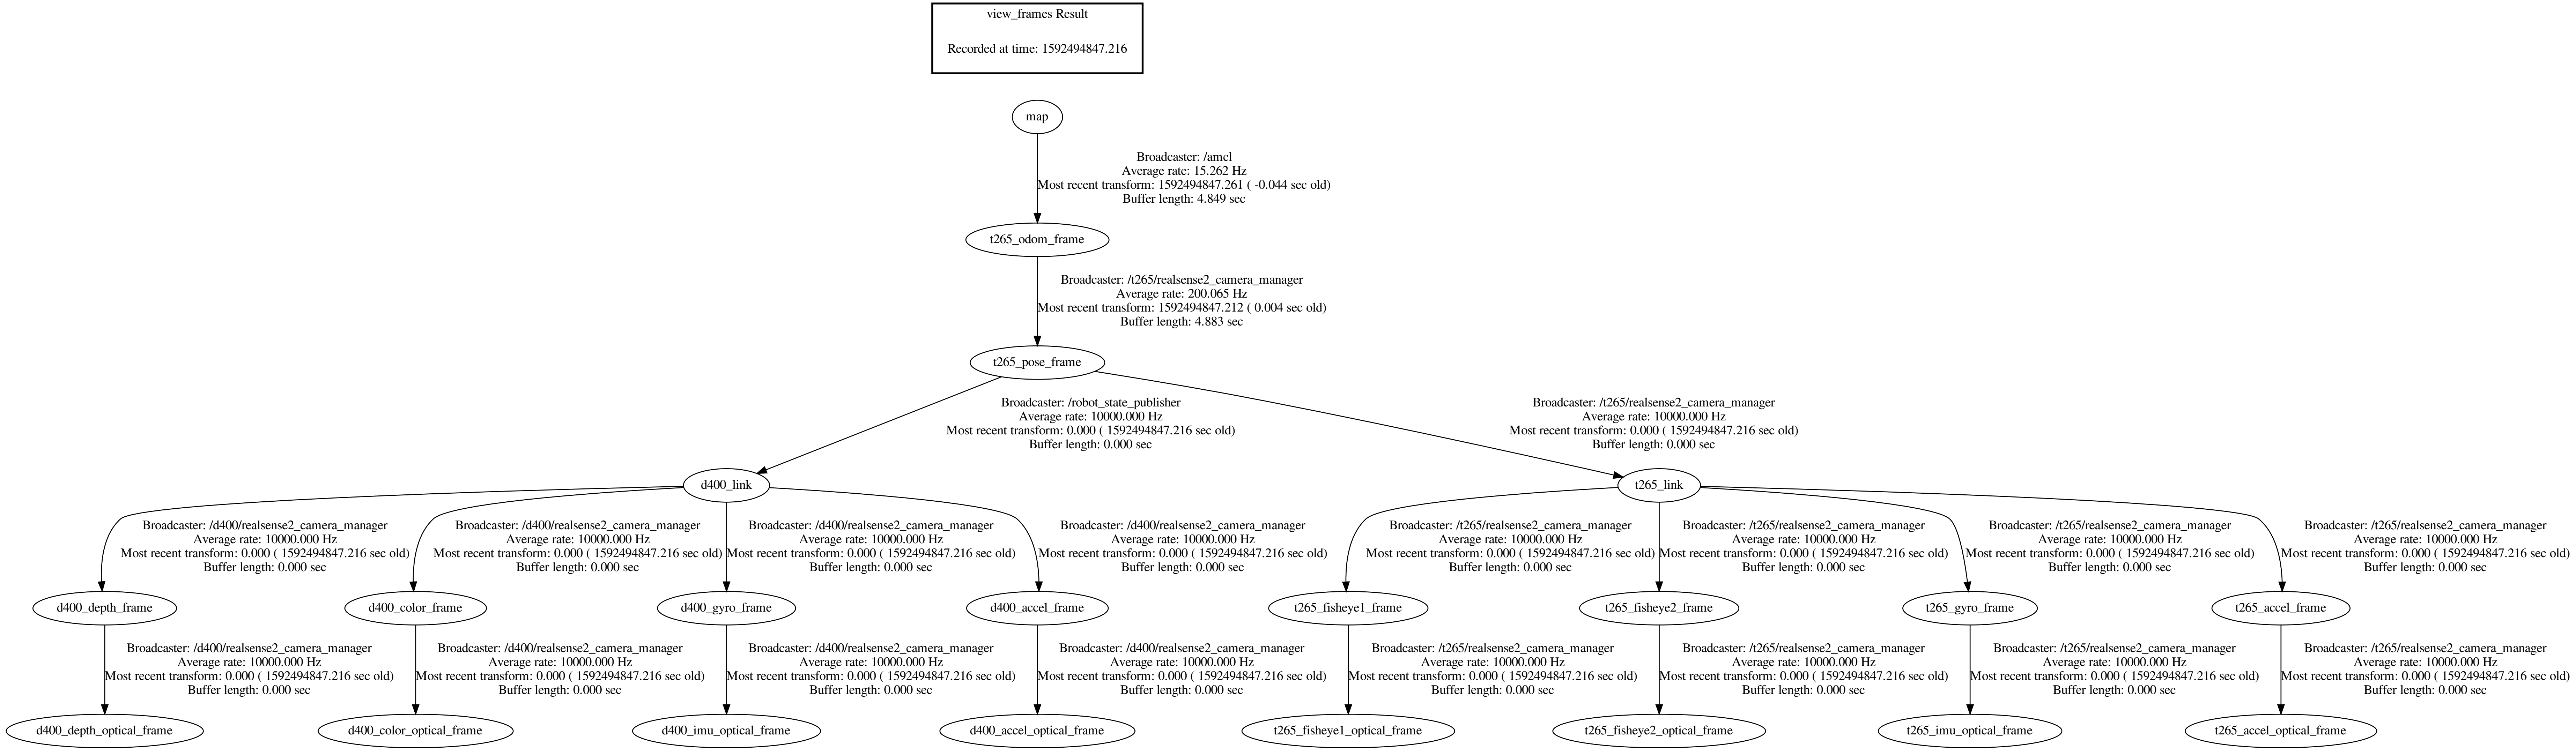 view_frames Result
Recorded at time: 1592494847.216
map
Broadcaster: /amcl
Average rate: 15.262 Hz
Most recent transform: 1592494847.261 ( -0.044 sec old)
Buffer length: 4.849 sec
t265_odom_frame
Broadcaster: /t265/realsense2_camera_manager
Average rate: 200.065 Hz
Most recent transform: 1592494847.212 ( 0.004 sec old)
Buffer length: 4.883 sec
t265_pose_frame
Broadcaster: /robot_state_publisher
Average rate: 10000.000 Hz
Most recent transform: 0.000 ( 1592494847.216 sec old)
Buffer length: 0.000 sec
Broadcaster: /t265/realsense2_camera_manager
Average rate: 10000.000 Hz
Most recent transform: 0.000 ( 1592494847.216 sec old)
Buffer length: 0.000 sec
d400_link
t265_link
Broadcaster: /d400/realsense2_camera_manager
Average rate: 10000.000 Hz
Most recent transform: 0.000 ( 1592494847.216 sec old)
Buffer length: 0.000 sec
Broadcaster: /d400/realsense2_camera_manager
Average rate: 10000.000 Hz
Most recent transform: 0.000 ( 1592494847.216 sec old)
Buffer length: 0.000 sec
Broadcaster: /d400/realsense2_camera_manager
Average rate: 10000.000 Hz
Most recent transform: 0.000 ( 1592494847.216 sec old)
Buffer length: 0.000 sec
Broadcaster: /d400/realsense2_camera_manager
Average rate: 10000.000 Hz
Most recent transform: 0.000 ( 1592494847.216 sec old)
Buffer length: 0.000 sec
Broadcaster: /t265/realsense2_camera_manager
Average rate: 10000.000 Hz
Most recent transform: 0.000 ( 1592494847.216 sec old)
Buffer length: 0.000 sec
Broadcaster: /t265/realsense2_camera_manager
Average rate: 10000.000 Hz
Most recent transform: 0.000 ( 1592494847.216 sec old)
Buffer length: 0.000 sec
Broadcaster: /t265/realsense2_camera_manager
Average rate: 10000.000 Hz
Most recent transform: 0.000 ( 1592494847.216 sec old)
Buffer length: 0.000 sec
Broadcaster: /t265/realsense2_camera_manager
Average rate: 10000.000 Hz
Most recent transform: 0.000 ( 1592494847.216 sec old)
Buffer length: 0.000 sec
d400_depth_frame
d400_color_frame
d400_gyro_frame
d400_accel_frame
t265_fisheye1_frame
t265_fisheye2_frame
t265_gyro_frame
t265_accel_frame
Broadcaster: /d400/realsense2_camera_manager
Average rate: 10000.000 Hz
Most recent transform: 0.000 ( 1592494847.216 sec old)
Buffer length: 0.000 sec
Broadcaster: /d400/realsense2_camera_manager
Average rate: 10000.000 Hz
Most recent transform: 0.000 ( 1592494847.216 sec old)
Buffer length: 0.000 sec
Broadcaster: /d400/realsense2_camera_manager
Average rate: 10000.000 Hz
Most recent transform: 0.000 ( 1592494847.216 sec old)
Buffer length: 0.000 sec
Broadcaster: /d400/realsense2_camera_manager
Average rate: 10000.000 Hz
Most recent transform: 0.000 ( 1592494847.216 sec old)
Buffer length: 0.000 sec
Broadcaster: /t265/realsense2_camera_manager
Average rate: 10000.000 Hz
Most recent transform: 0.000 ( 1592494847.216 sec old)
Buffer length: 0.000 sec
Broadcaster: /t265/realsense2_camera_manager
Average rate: 10000.000 Hz
Most recent transform: 0.000 ( 1592494847.216 sec old)
Buffer length: 0.000 sec
Broadcaster: /t265/realsense2_camera_manager
Average rate: 10000.000 Hz
Most recent transform: 0.000 ( 1592494847.216 sec old)
Buffer length: 0.000 sec
Broadcaster: /t265/realsense2_camera_manager
Average rate: 10000.000 Hz
Most recent transform: 0.000 ( 1592494847.216 sec old)
Buffer length: 0.000 sec
d400_depth_optical_frame
d400_color_optical_frame
d400_imu_optical_frame
d400_accel_optical_frame
t265_fisheye1_optical_frame
t265_fisheye2_optical_frame
t265_imu_optical_frame
t265_accel_optical_frame